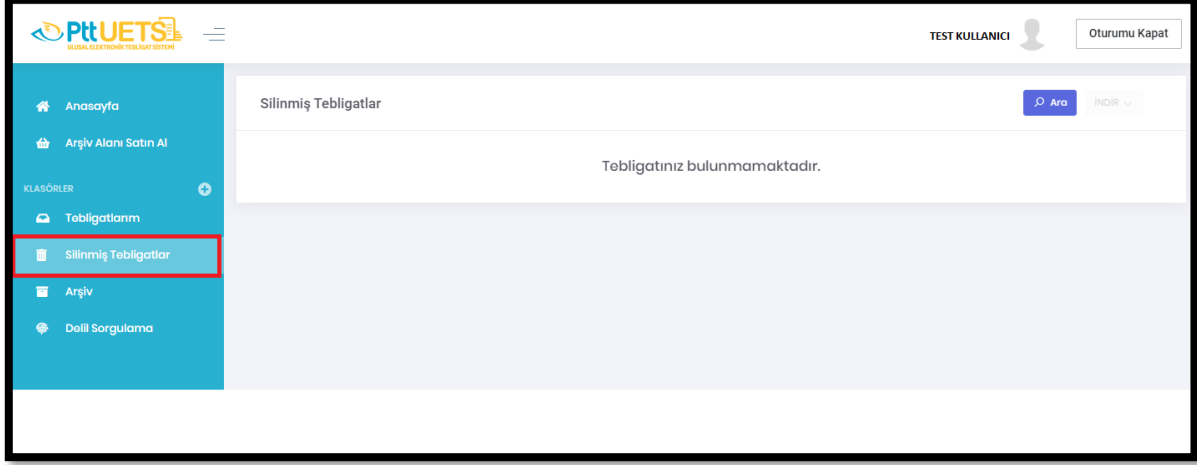 PttUETS
ULUSAL ELEKTRONİK TEBLİGAT SİSTEMİ
TEST KULLANICI
Oturumu Kapat
Anasayfa
Arşiv Alanı Satın Al
KLASÖRLER
Tebligatlarım
Silinmiş Tebligatlar
Arşiv
Delil Sorgulama
Silinmiş Tebligatlar
Ara
İNDİR
Tebligatınız bulunmamaktadır.